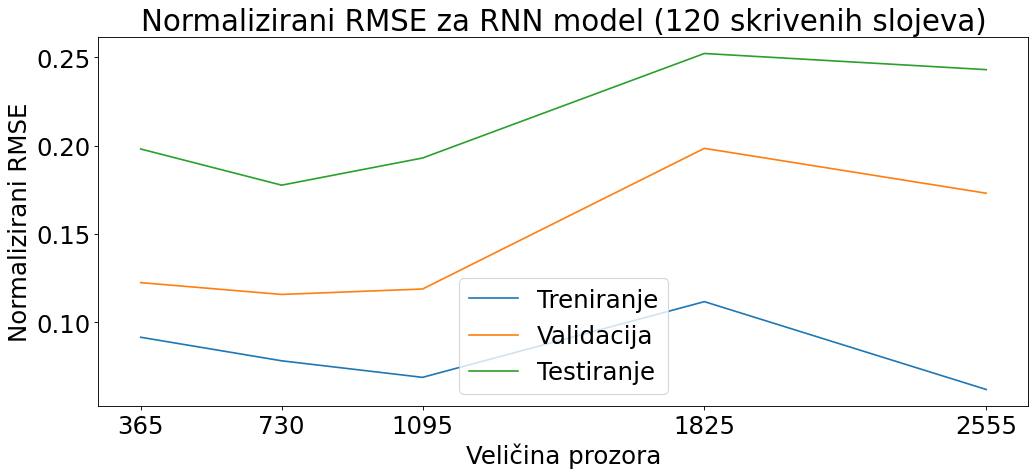 Normalizirani RMSE za RNN model (120 skrivenih slojeva)
Normalizirani RMSE
0.25
0.20
0.15
0.10
Treniranje
Validacija
Testiranje
365 730 1095 1825 2555
Veličina prozora